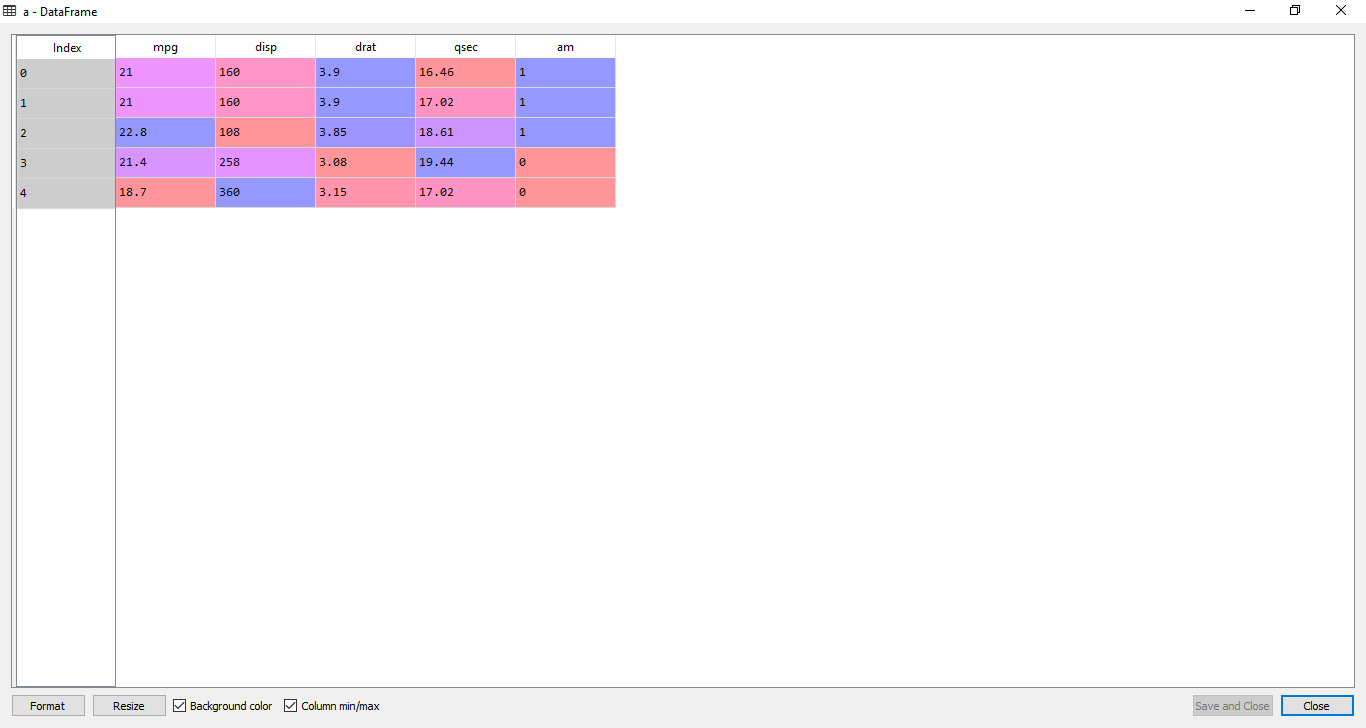 a - DataFrame
Index mpg disp drat qsec am
0 21 160 3.9 16.46 1
1 21 160 3.9 17.02 1
2 22.8 108 3.85 18.61 1
3 21.4 258 3.08 19.44 0
4 18.7 360 3.15 17.02 0
Format Resize Background color Column min/max Save and Close Close